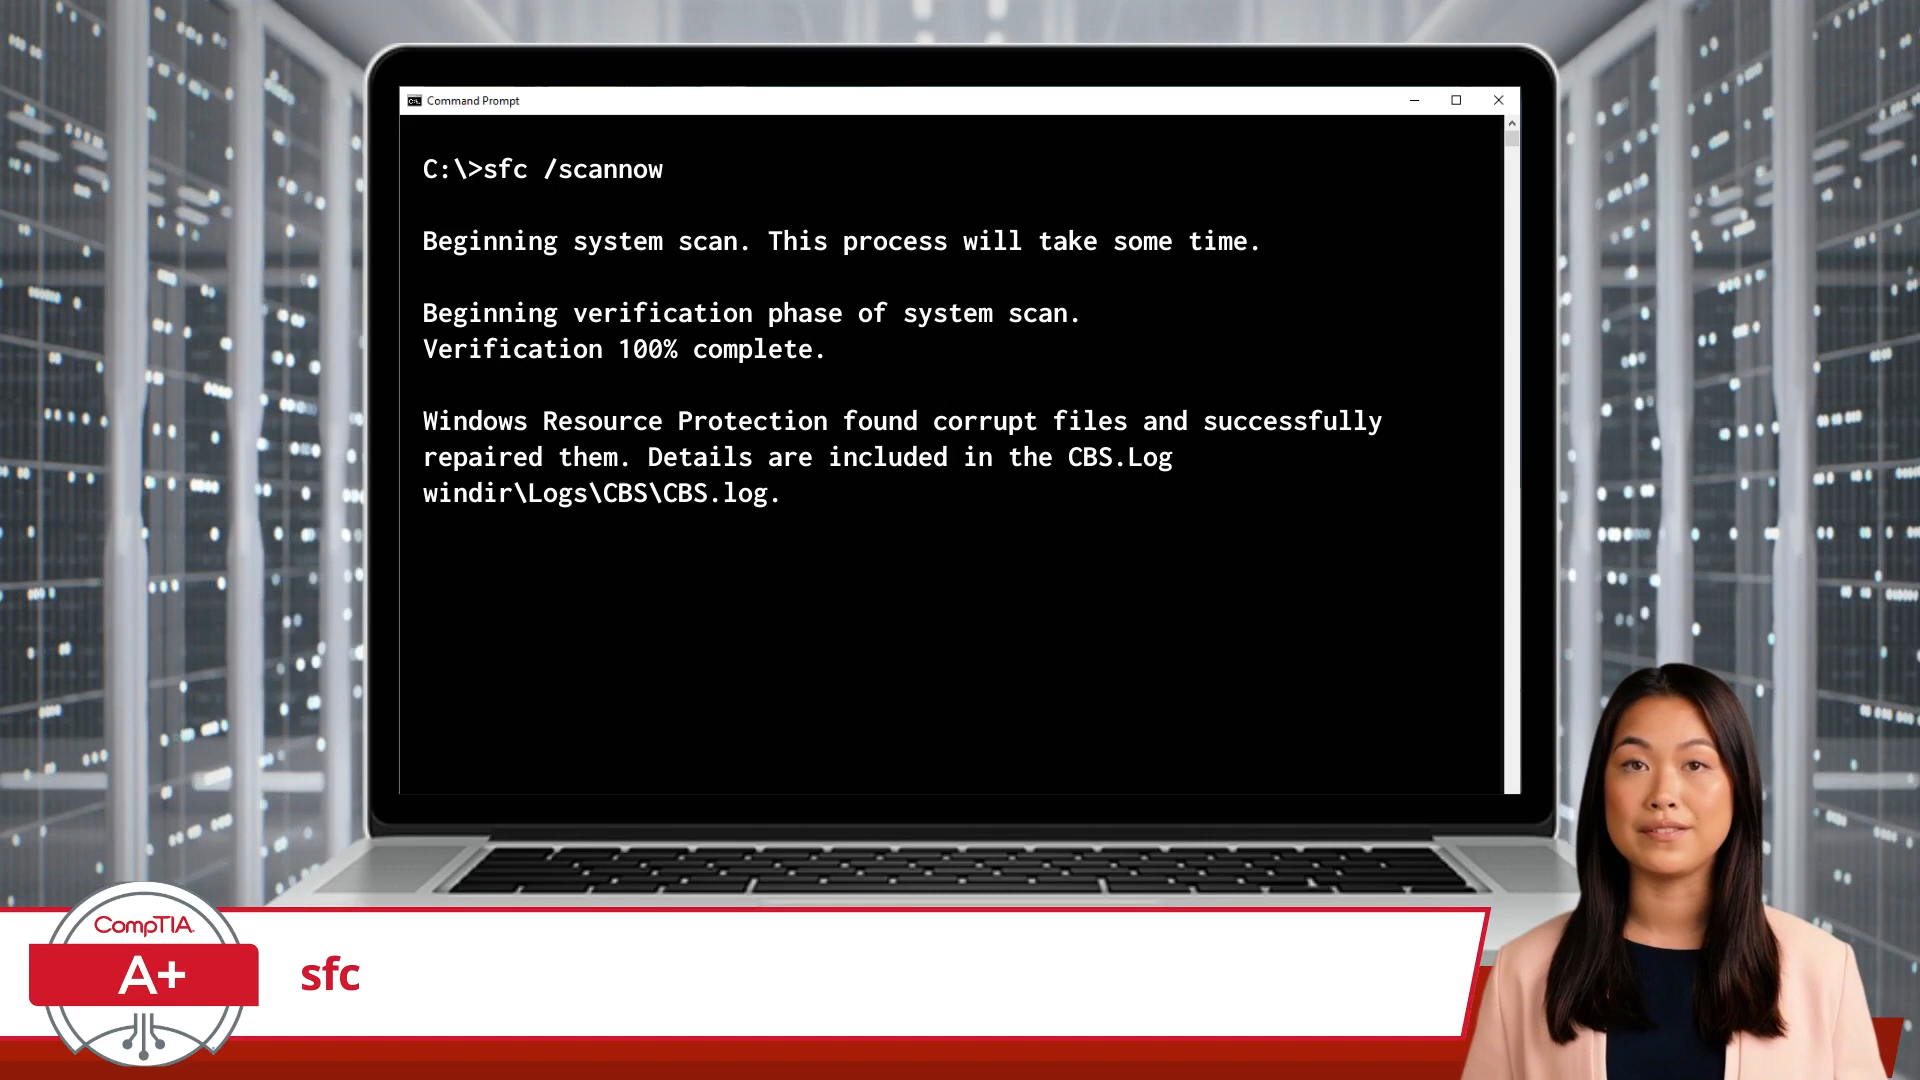 Command Prompt
C:\>sfc /scannow
Beginning system scan. This process will take some time.
Beginning verification phase of system scan.
Verification 100% complete.
Windows Resource Protection found corrupt files and successfully
repaired them. Details are included in the CBS.Log
windir\Logs\CBS\CBS.log.
CompTIA
A+
sfc